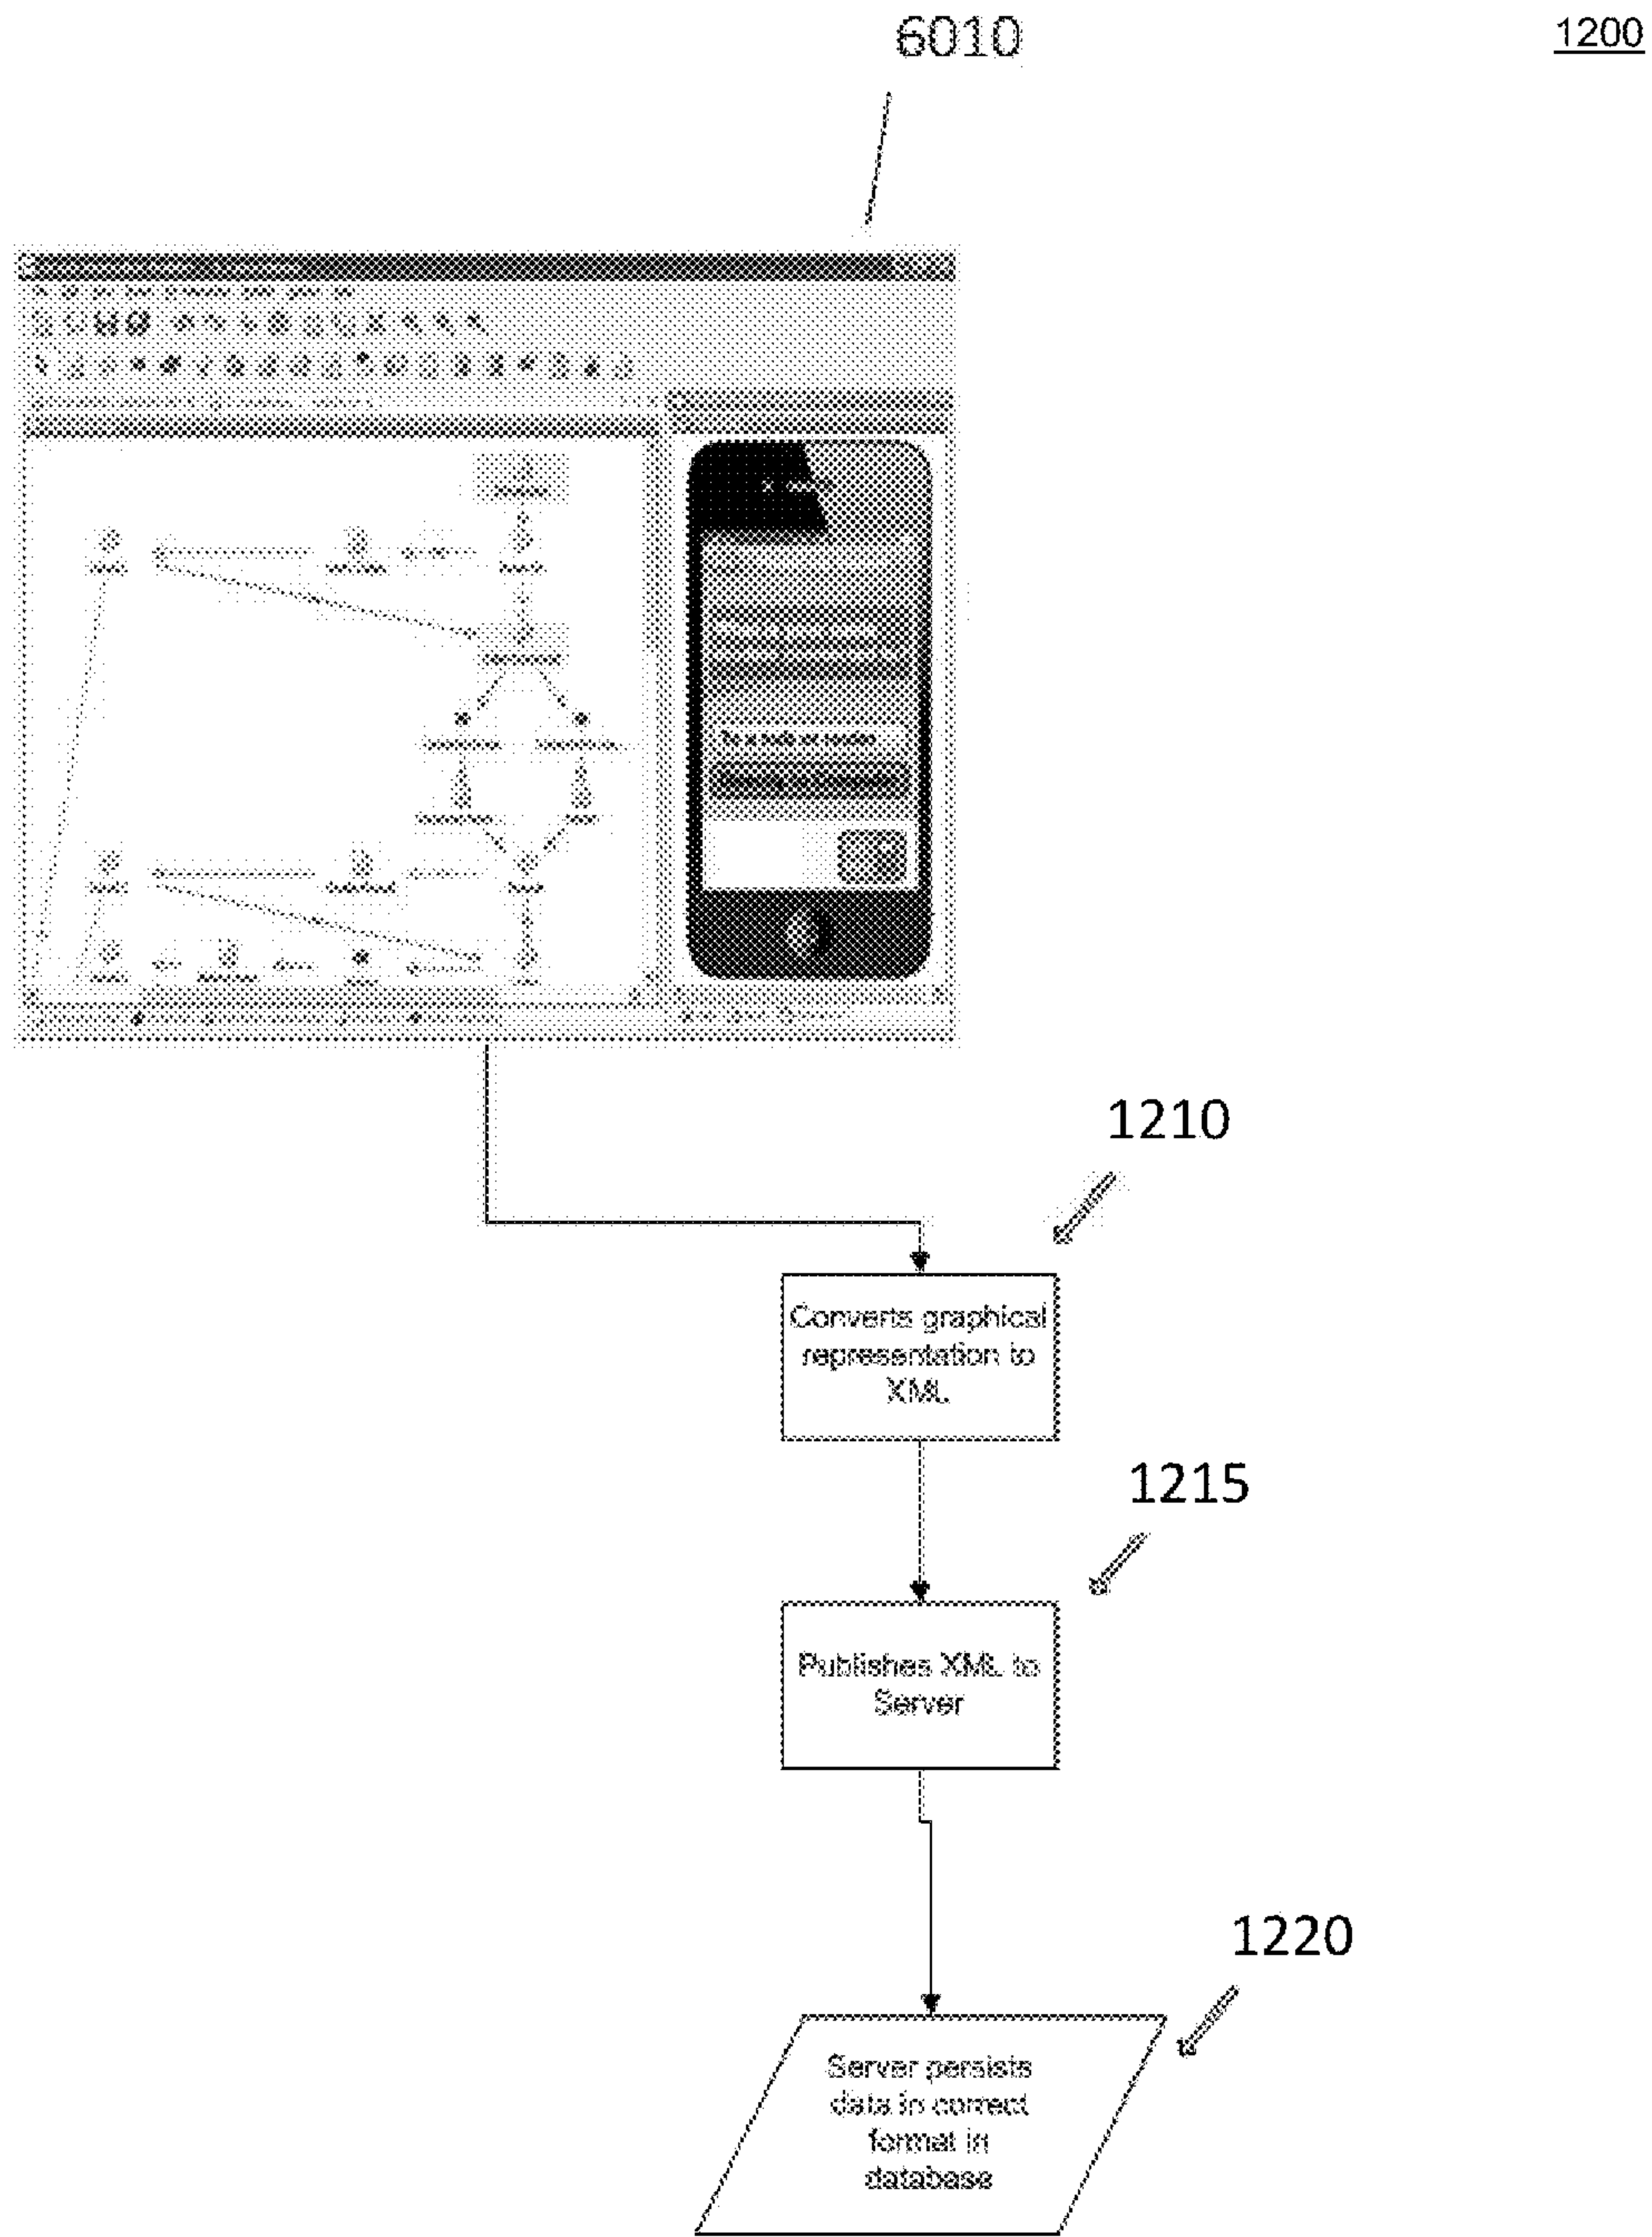 6010
1200
1210
Converts graphical
representation to
XML
1215
Publishes XML to
Server
1220
Server persists
data in correct
format in
database